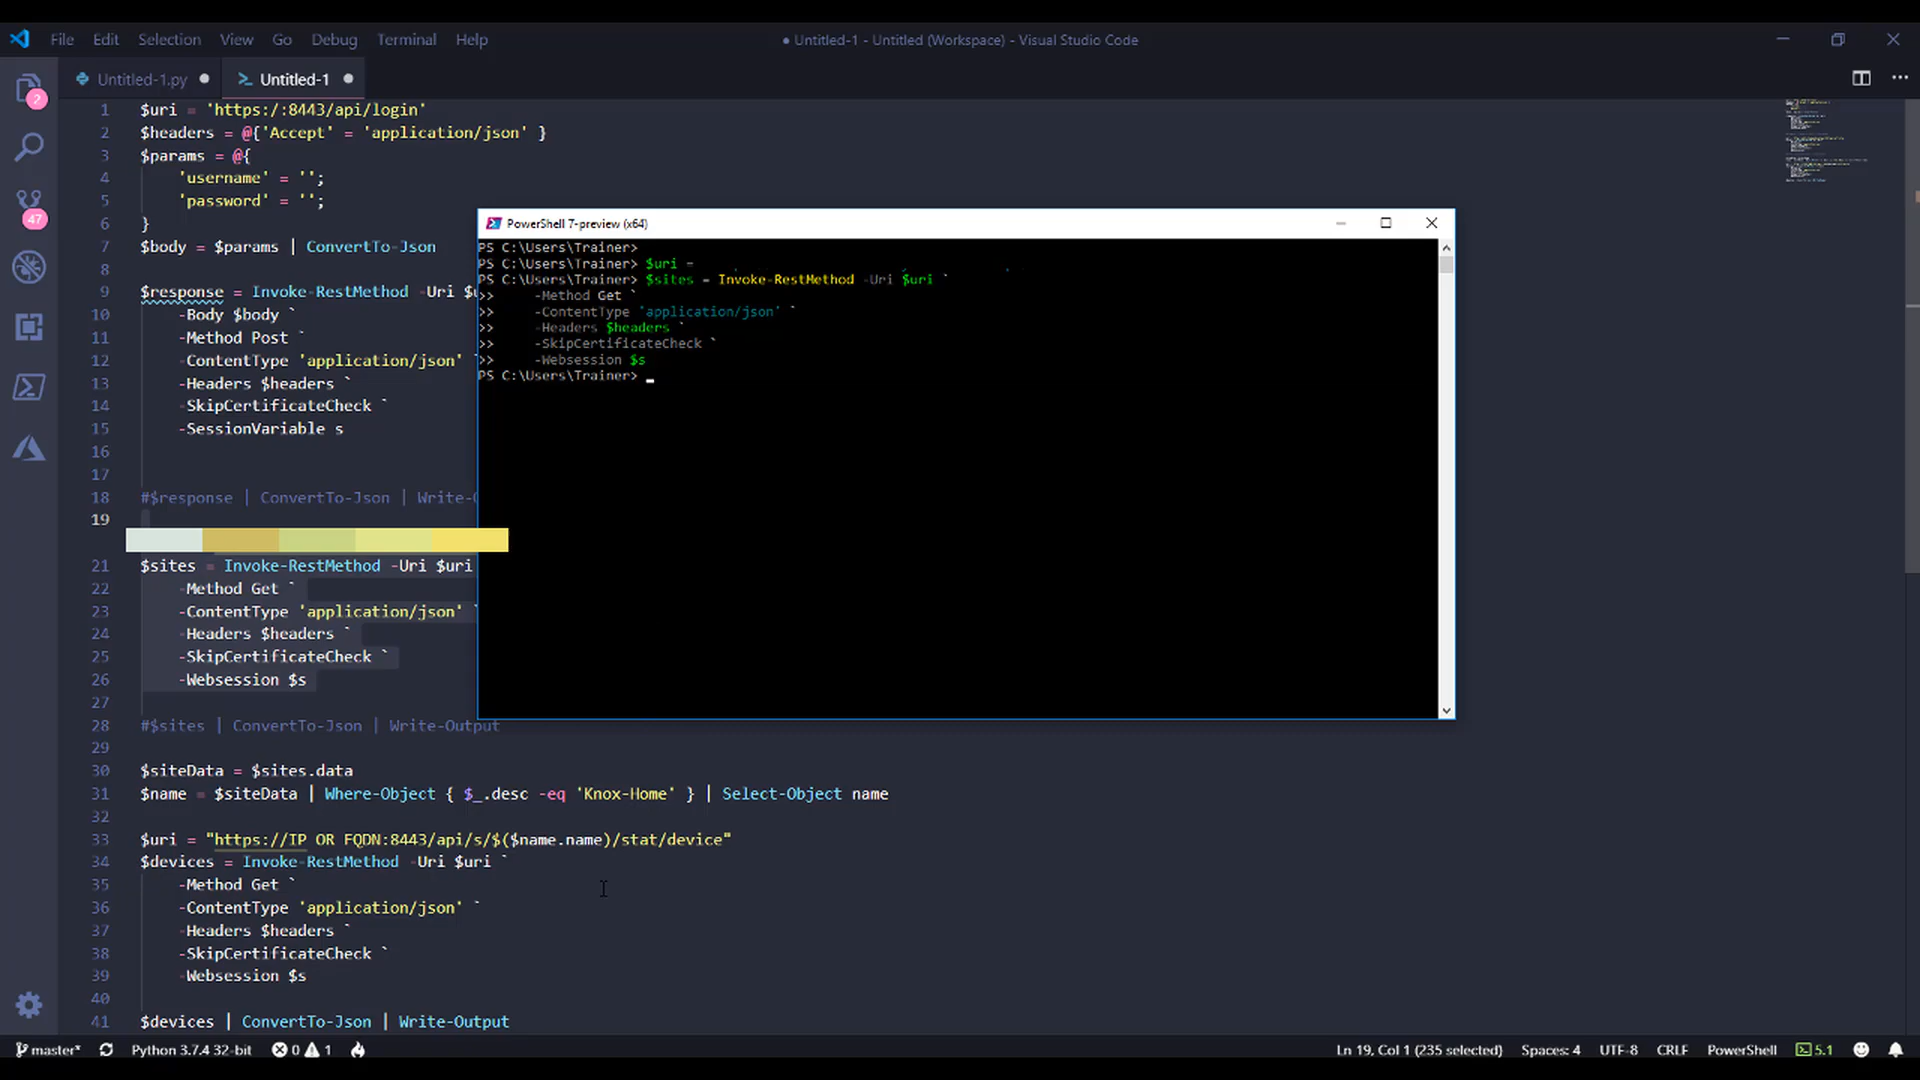 File Edit Selection View Go Debug Terminal Help
● Untitled-1 - Untitled (Workspace) - Visual Studio Code
Untitled-1.py ● Untitled-1 ●
2
47
1 $uri = 'https:/:8443/api/login'
2 $headers = @{'Accept' = 'application/json' }
3 $params = @{
4 'username' = '';
5 'password' = '';
6 }
7 $body = $params | ConvertTo-Json
8
9 $response = Invoke-RestMethod -Uri
10 -Body $body `
11 -Method Post `
12 -ContentType 'application/json' `
13 -Headers $headers `
14 -SkipCertificateCheck `
15 -SessionVariable s
16
17
18 #$response | ConvertTo-Json |
19
21 $sites = Invoke-RestMethod -Uri $uri
22 -Method Get `
23 -ContentType 'application/json' `
24 -Headers $headers `
25 -SkipCertificateCheck `
26 -Websession $s
27
28 #$sites | ConvertTo-Json | Write-Output
29
30 $siteData = $sites.data
31 $name = $siteData | Where-Object { $_.desc -eq 'Knox-Home' } | Select-Object name
32
33 $uri = "https://IP OR FQDN:8443/api/s/$($name.name)/stat/device"
34 $devices = Invoke-RestMethod -Uri $uri `
35 -Method Get `
36 -ContentType 'application/json' `
37 -Headers $headers `
38 -SkipCertificateCheck `
39 -Websession $s
40
41 $devices | ConvertTo-Json | Write-Output
PowerShell 7-preview (x64)
PS C:\Users\Trainer>
PS C:\Users\Trainer> $uri =
PS C:\Users\Trainer> $sites = Invoke-RestMethod -Uri $uri `
>> -Method Get `
>> -ContentType 'application/json' `
>> -Headers $headers `
>> -SkipCertificateCheck `
>> -Websession $s
PS C:\Users\Trainer>
master* Python 3.7.4 32-bit 0 1
Ln 19, Col 1 (235 selected) Spaces: 4 UTF-8 CRLF PowerShell 5.1